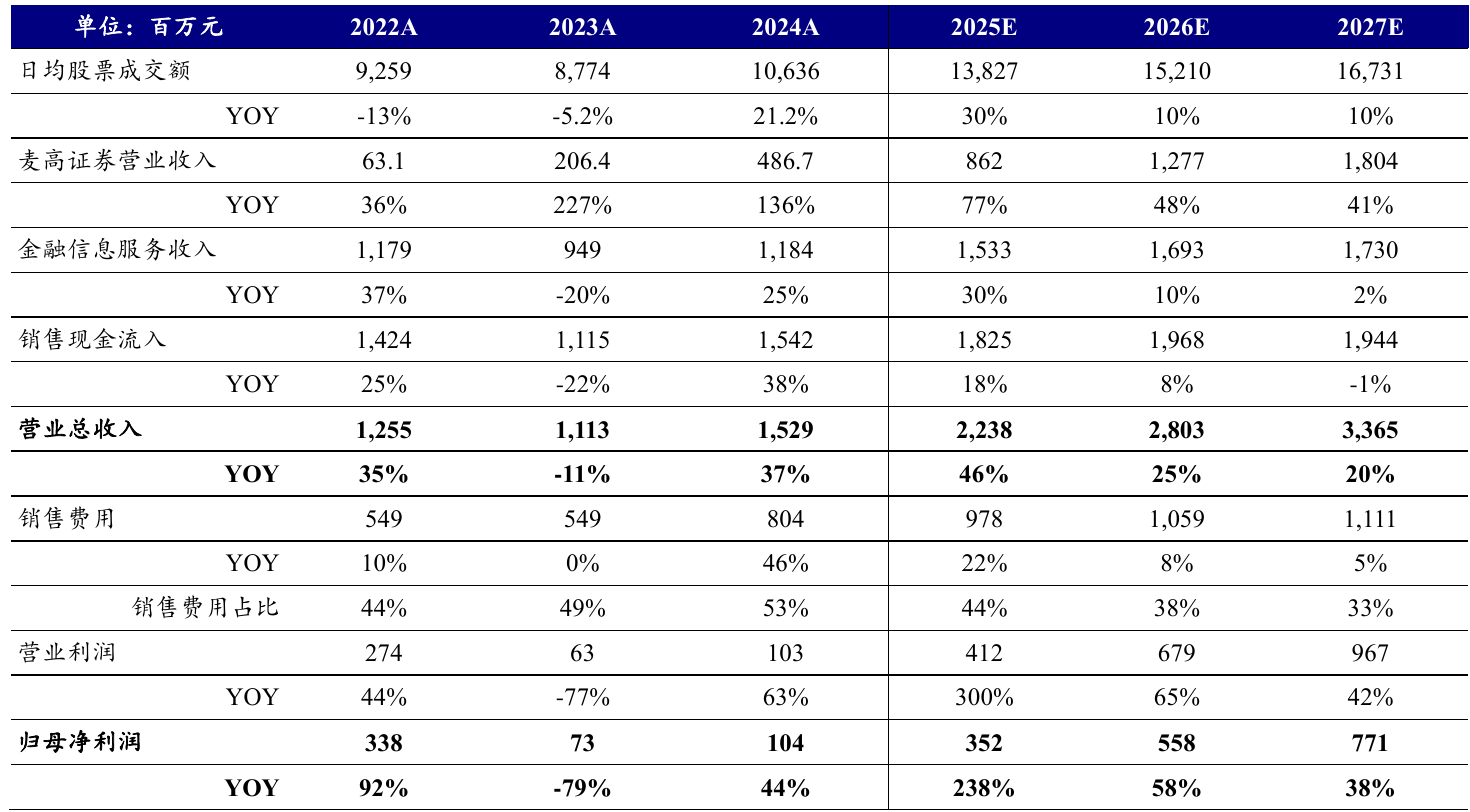 单位：百万元 2022A 2023A 2024A 2025E 2026E 2027E
日均股票成交额 9,259 8,774 10,636 13,827 15,210 16,731
YOY -13% -5.2% 21.2% 30% 10% 10%
麦高证券营业收入 63.1 206.4 486.7 862 1,277 1,804
YOY 36% 227% 136% 77% 48% 41%
金融信息服务收入 1,179 949 1,184 1,533 1,693 1,730
YOY 37% -20% 25% 30% 10% 2%
销售现金流入 1,424 1,115 1,542 1,825 1,968 1,944
YOY 25% -22% 38% 18% 8% -1%
营业总收入 1,255 1,113 1,529 2,238 2,803 3,365
YOY 35% -11% 37% 46% 25% 20%
销售费用 549 549 804 978 1,059 1,111
YOY 10% 0% 46% 22% 8% 5%
销售费用占比 44% 49% 53% 44% 38% 33%
营业利润 274 63 103 412 679 967
YOY 44% -77% 63% 300% 65% 42%
归母净利润 338 73 104 352 558 771
YOY 92% -79% 44% 238% 58% 38%